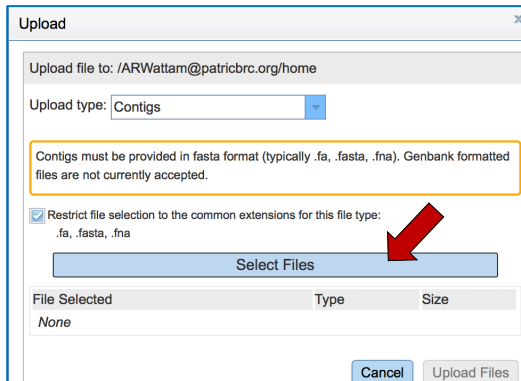 Upload
x
Upload file to: /ARWattam@patricbrc.org/home
Upload type: Contigs
Contigs must be provided in fasta format (typically .fa, .fasta, .fna). Genbank formatted
files are not currently accepted.
Restrict file selection to the common extensions for this file type:
.fa, .fasta, .fna
Select Files
File Selected Type Size
None
Cancel Upload Files